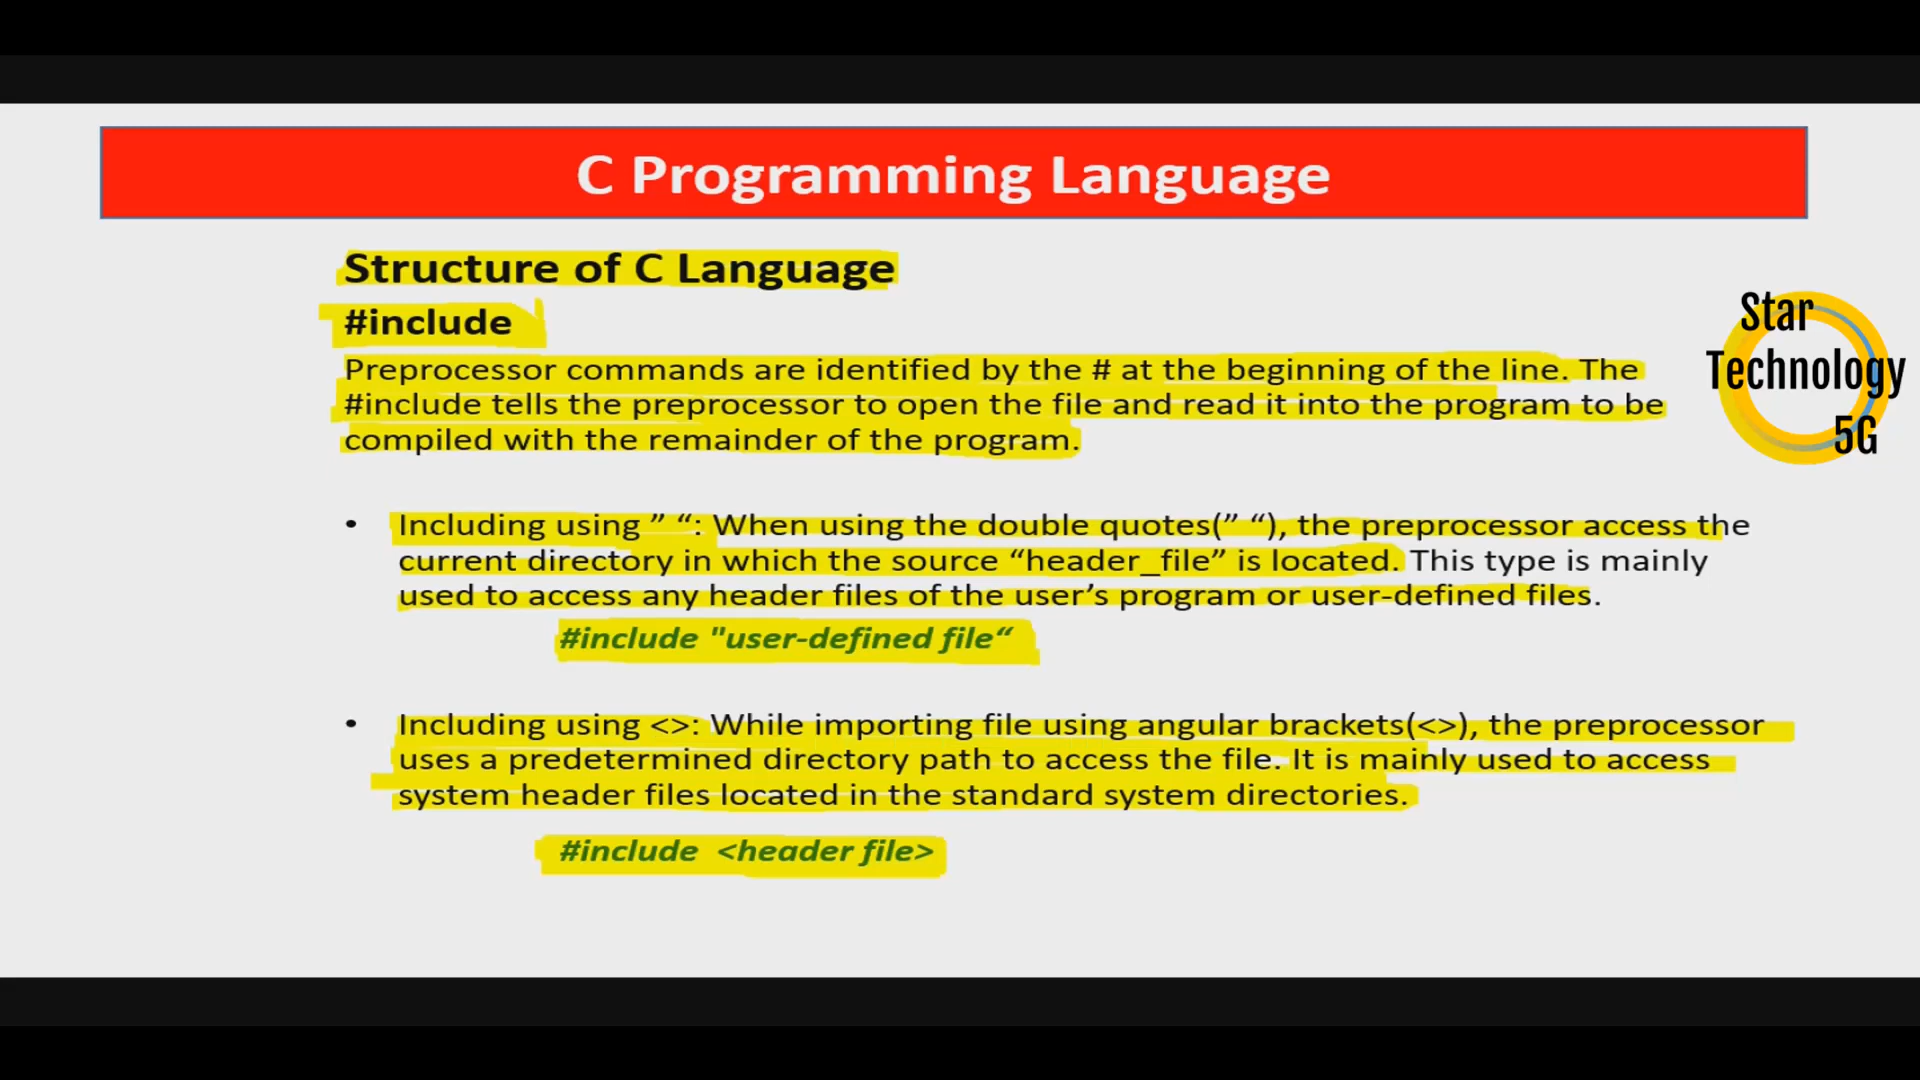 C Programming Language
Structure of C Language
#include
Preprocessor commands are identified by the # at the beginning of the line. The
#include tells the preprocessor to open the file and read it into the program to be
compiled with the remainder of the program.
• Including using ” “: When using the double quotes(” “), the preprocessor access the
current directory in which the source “header_file” is located. This type is mainly
used to access any header files of the user’s program or user-defined files.
#include "user-defined file“
• Including using <>: While importing file using angular brackets(<>), the preprocessor
uses a predetermined directory path to access the file. It is mainly used to access
system header files located in the standard system directories.
#include <header file>
Star
Technology
5G